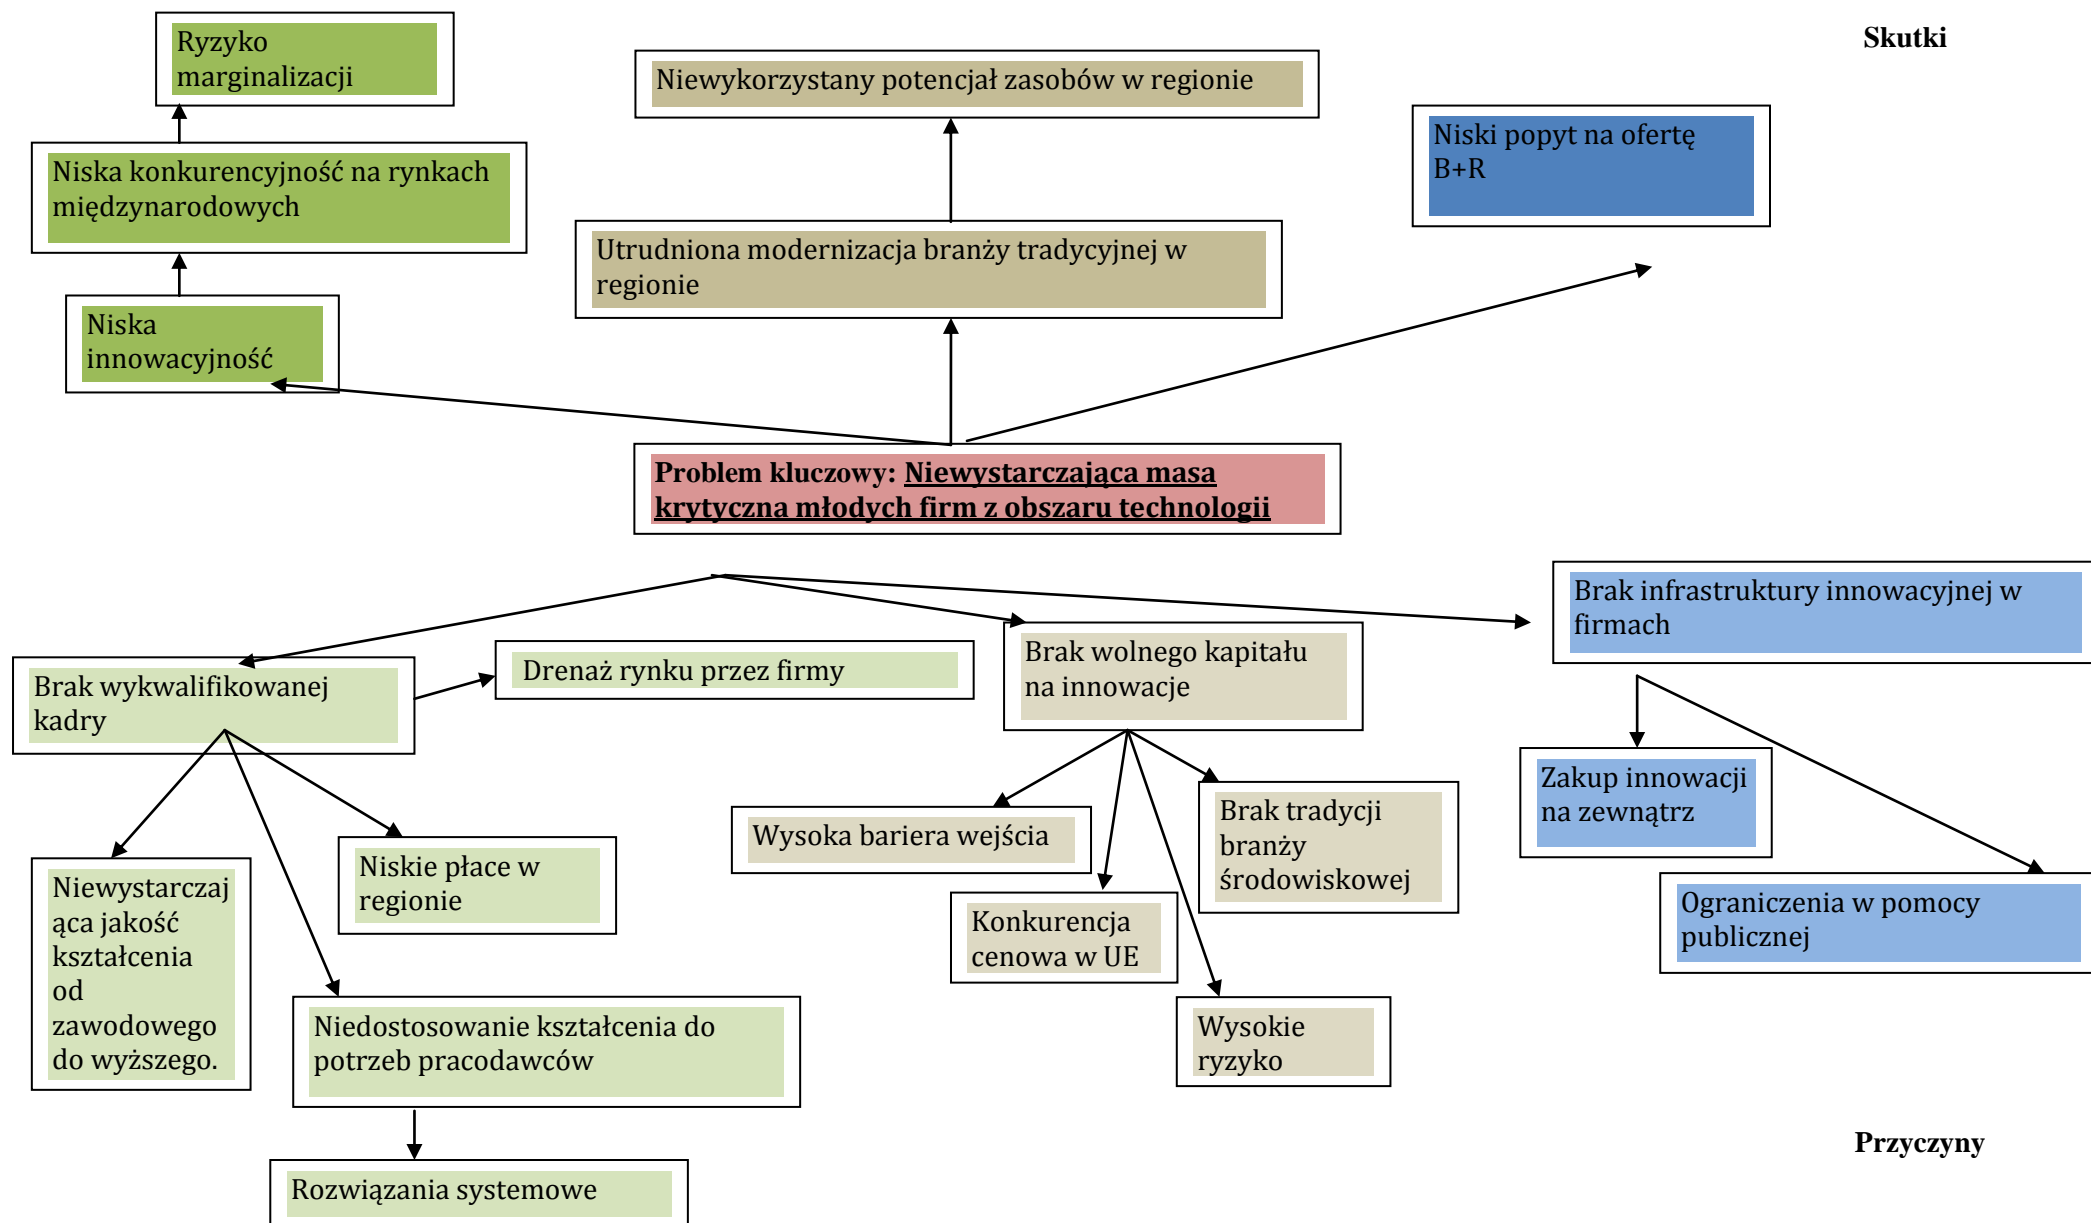 Skutki
Ryzyko
marginalizacji
Niewykorzystany potencjał zasobów w regionie
Niski popyt na ofertę
B+R
Niska konkurencyjność na rynkach
międzynarodowych
Utrudniona modernizacja branży tradycyjnej w
regionie
Niska
innowacyjność
Problem kluczowy: Niewystarczająca masa
krytyczna młodych firm z obszaru technologii
Brak infrastruktury innowacyjnej w
firmach
Brak wykwalifikowanej
kadry
Drenaż rynku przez firmy
Brak wolnego kapitału
na innowacje
Zakup innowacji
na zewnątrz
Wysoka bariera wejścia
Brak tradycji
branży
środowiskowej
Niskie płace w
regionie
Niewystarczaj
ąca jakość
kształcenia
od
zawodowego
do wyższego.
Konkurencja
cenowa w UE
Ograniczenia w pomocy
publicznej
Niedostosowanie kształcenia do
potrzeb pracodawców
Wysokie
ryzyko
Przyczyny
Rozwiązania systemowe